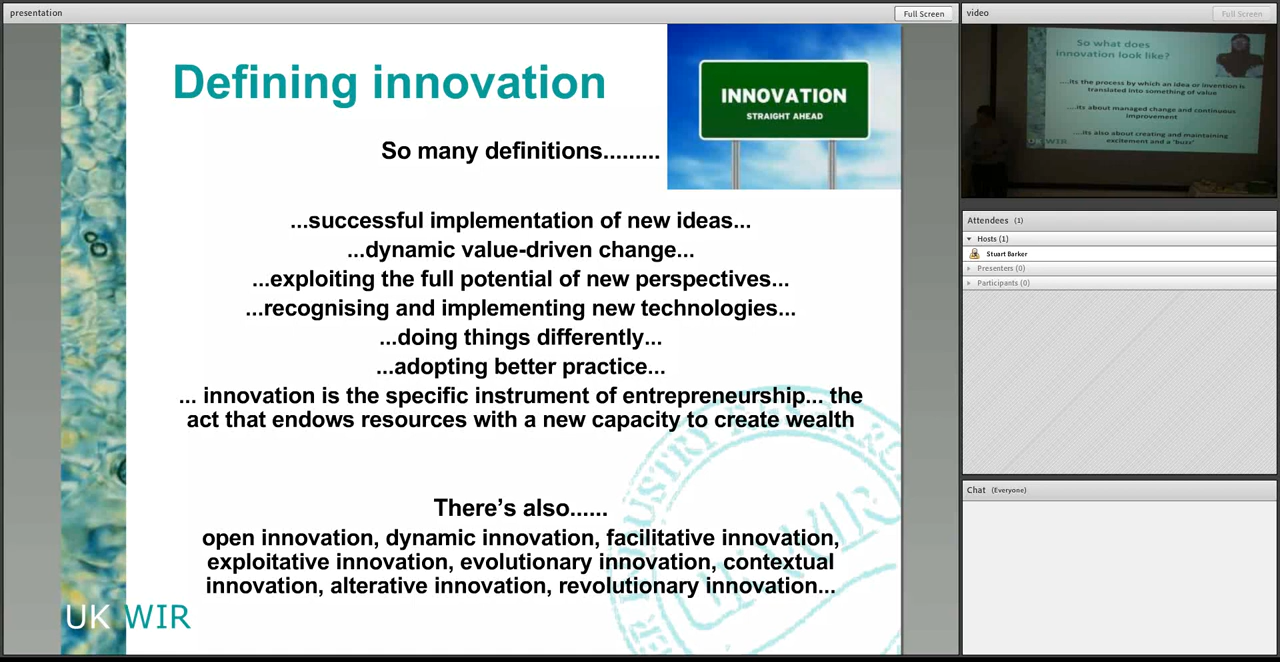 presentation
Full Screen
Defining innovation
INNOVATION
STRAIGHT AHEAD
So many definitions.........
...successful implementation of new ideas...
...dynamic value-driven change...
...exploiting the full potential of new perspectives...
...recognising and implementing new technologies...
...doing things differently...
...adopting better practice...
... innovation is the specific instrument of entrepreneurship... the
act that endows resources with a new capacity to create wealth
There's also......
open innovation, dynamic innovation, facilitative innovation,
exploitative innovation, evolutionary innovation, contextual
innovation, alterative innovation, revolutionary innovation...
UK WIR
INDUSTRY
UKWIR
video
Full Screen
So what does
innovation look like?
....its the process by which an idea or invention is
translated into something of value
....its about managed change and continuous
improvement
....its also about creating and maintaining
excitement and a 'buzz'
UK WIR
Attendees (1)
Hosts (1)
Stuart Barker
Presenters (0)
Participants (0)
Chat (Everyone)